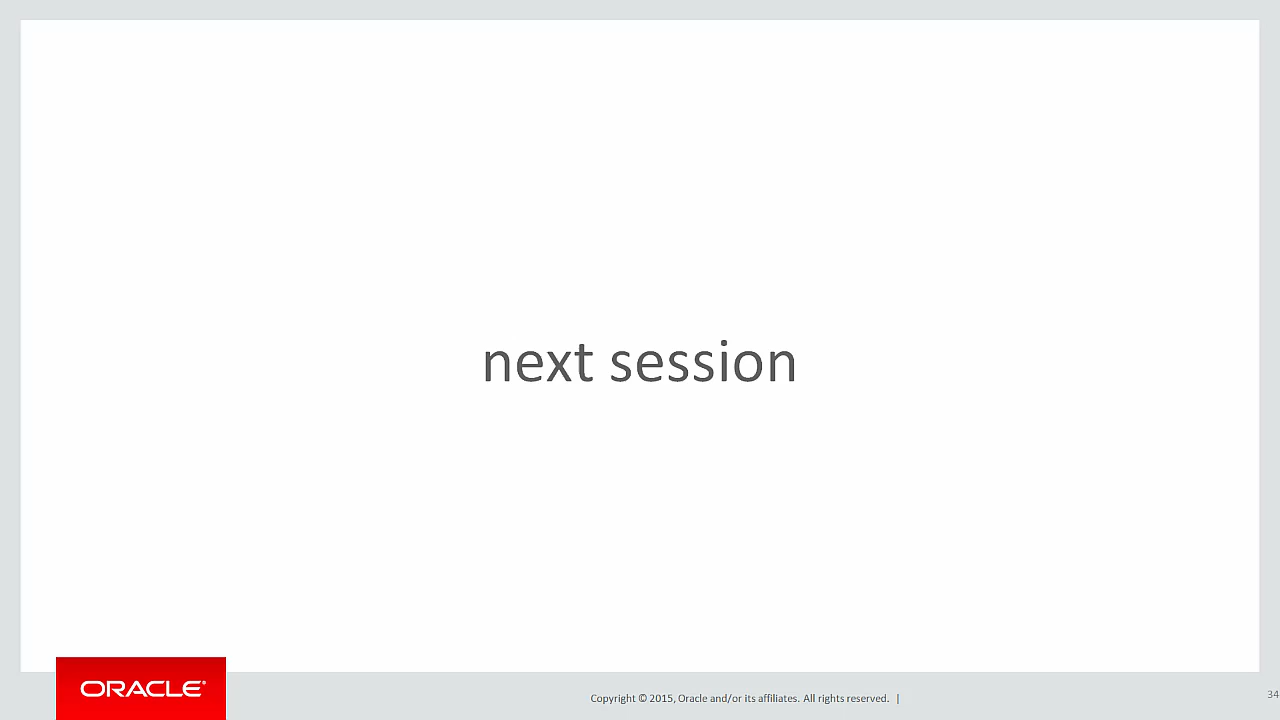 next session
ORACLE®
Copyright © 2015, Oracle and/or its affiliates. All rights reserved. |
34